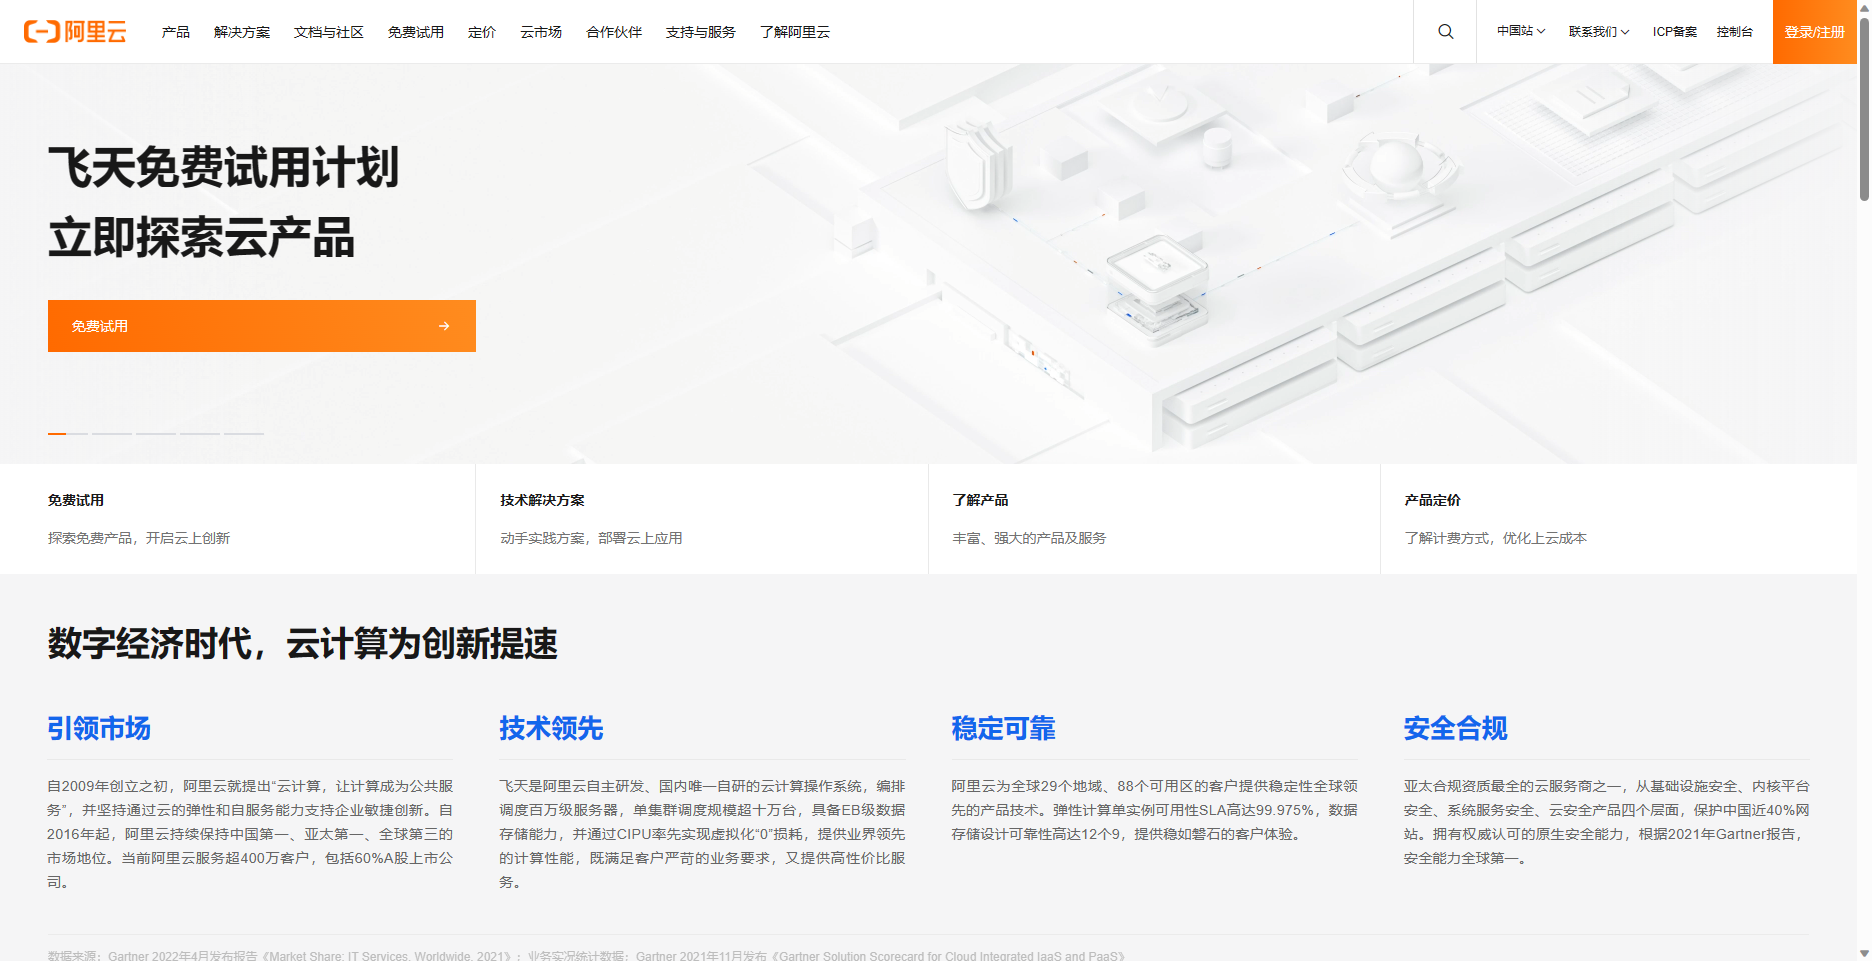 阿里云
产品 解决方案 文档与社区 免费试用 定价 云市场 合作伙伴 支持与服务 了解阿里云
中国站 联系我们 ICP备案 控制台 登录/注册
飞天免费试用计划
立即探索云产品
免费试用
免费试用
探索免费产品，开启云上创新
技术解决方案
动手实践方案，部署云上应用
了解产品
丰富、强大的产品及服务
产品定价
了解计费方式，优化上云成本
数字经济时代，云计算为创新提速
引领市场
自2009年创立之初，阿里云就提出“云计算，让计算成为公共服
务”，并坚持通过云的弹性和自服务能力支持企业敏捷创新。自
2016年起，阿里云持续保持中国第一、亚太第一、全球第三的
市场地位。当前阿里云服务超400万客户，包括60%A股上市公
司。
技术领先
飞天是阿里云自主研发、国内唯一自研的云计算操作系统，编排
调度百万级服务器，单集群调度规模超十万台，具备EB级数据
存储能力，并通过CIPU率先实现虚拟化“0”损耗，提供业界领先
的计算性能，既满足客户严苛的业务要求，又提供高性价比服
务。
稳定可靠
阿里云为全球29个地域、88个可用区的客户提供稳定性全球领
先的产品技术。弹性计算单实例可用性SLA高达99.975%，数据
存储设计可靠性高达12个9，提供稳如磐石的客户体验。
安全合规
亚太合规资质最全的云服务商之一，从基础设施安全、内核平台
安全、系统服务安全、云安全产品四个层面，保护中国近40%网
站。拥有权威认可的原生安全能力，根据2021年Gartner报告，
安全能力全球第一。
数据来源：Gartner 2022年4月发布报告《Market Share: IT Services, Worldwide, 2021》；业务实况统计数据：Gartner 2021年11月发布《Gartner Solution Scorecard for Cloud Integrated IaaS and PaaS》